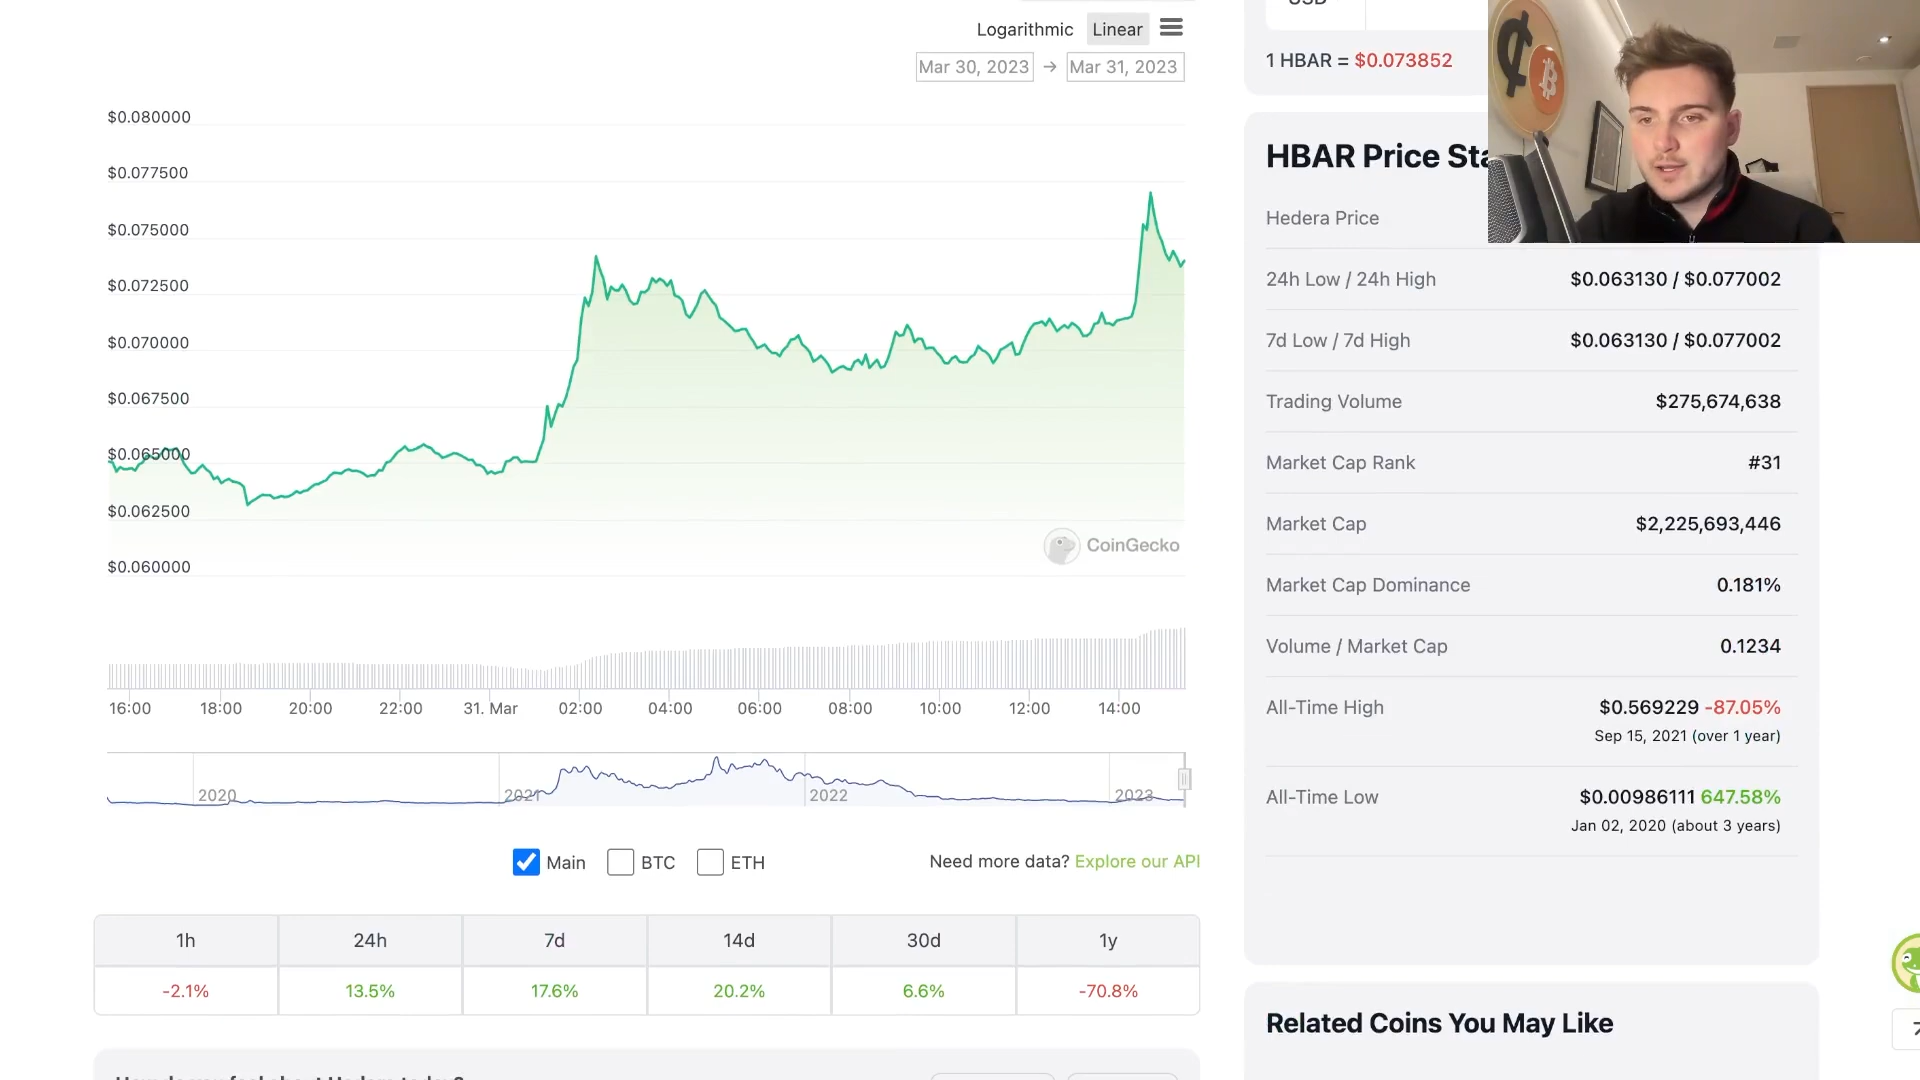 Logarithmic Linear
Mar 30, 2023 → Mar 31, 2023
$0.080000
$0.077500
$0.075000
$0.072500
$0.070000
$0.067500
$0.065000
$0.062500
$0.060000
CoinGecko
16:00 18:00 20:00 22:00 31. Mar 02:00 04:00 06:00 08:00 10:00 12:00 14:00
2020 2021 2022 2023
Main BTC ETH
Need more data? Explore our API
1h 24h 7d 14d 30d 1y
-2.1% 13.5% 17.6% 20.2% 6.6% -70.8%
1 HBAR = $0.073852
HBAR Price
Hedera Price
24h Low / 24h High $0.063130 / $0.077002
7d Low / 7d High $0.063130 / $0.077002
Trading Volume $275,674,638
Market Cap Rank #31
Market Cap $2,225,693,446
Market Cap Dominance 0.181%
Volume / Market Cap 0.1234
All-Time High $0.569229 -87.05%
Sep 15, 2021 (over 1 year)
All-Time Low $0.00986111 647.58%
Jan 02, 2020 (about 3 years)
Related Coins You May Like